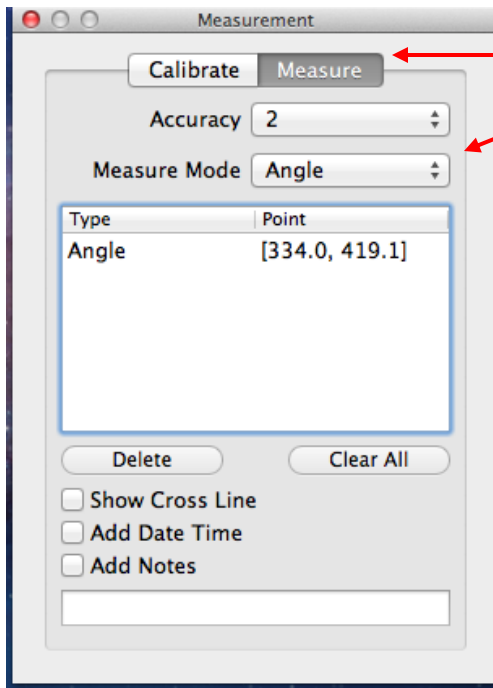 Measurement
Calibrate Measure
Accuracy 2
Measure Mode Angle
Type Point
Angle [334.0, 419.1]
Delete Clear All
Show Cross Line
Add Date Time
Add Notes